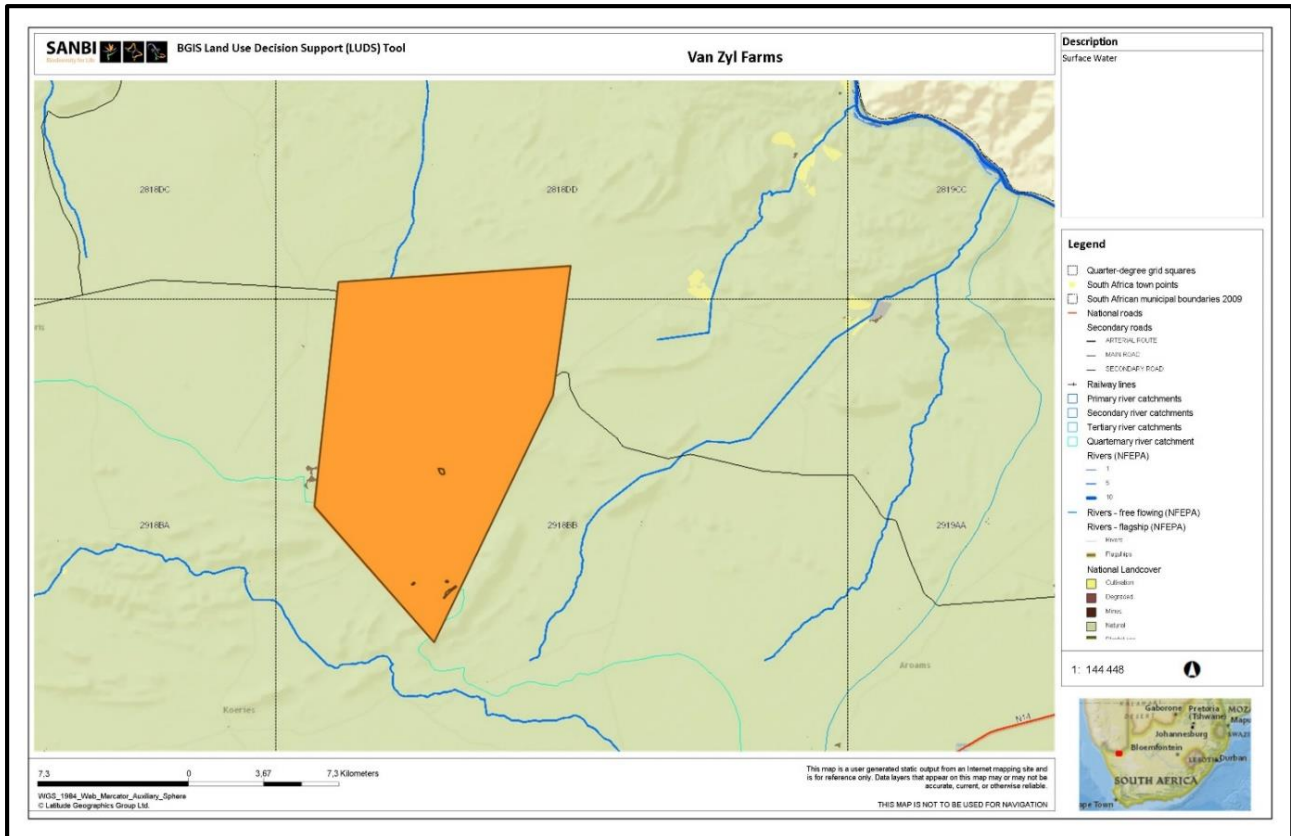 SANBI
Biodiversity for Life
BGIS Land Use Decision Support (LUDS) Tool
Van Zyl Farms
Description
Surface Water
2818DC
2818DD
2819CC
2918BA
2918BB
2919AA
Koeries
Aroams
N14
Legend
Quarter-degree grid squares
South Africa town points
South African municipal boundaries 2009
National roads
Secondary roads
ARTERIAL ROUTE
MAIN ROAD
SECONDARY ROAD
Railway lines
Primary river catchments
Secondary river catchments
Tertiary river catchments
Quarternary river catchment
Rivers (NFEPA)
1
5
10
Rivers - free flowing (NFEPA)
Rivers - flagship (NFEPA)
Rivers
Flagships
National Landcover
Cultivation
Degraded
Mines
Natural
1: 144 448
Gaborone
Pretoria
(Tshwane)
MOZ
Map
Johannesburg
SWAZI
Bloemfontein
LESOTHO
Durban
SOUTH AFRICA
ape Town
DESERT
7,3
0
3,67
7,3 Kilometers
WGS_1984_Web_Mercator_Auxiliary_Sphere
© Latitude Geographics Group Ltd.
This map is a user generated static output from an Internet mapping site and
is for reference only. Data layers that appear on this map may or may not be
accurate, current, or otherwise reliable.
THIS MAP IS NOT TO BE USED FOR NAVIGATION